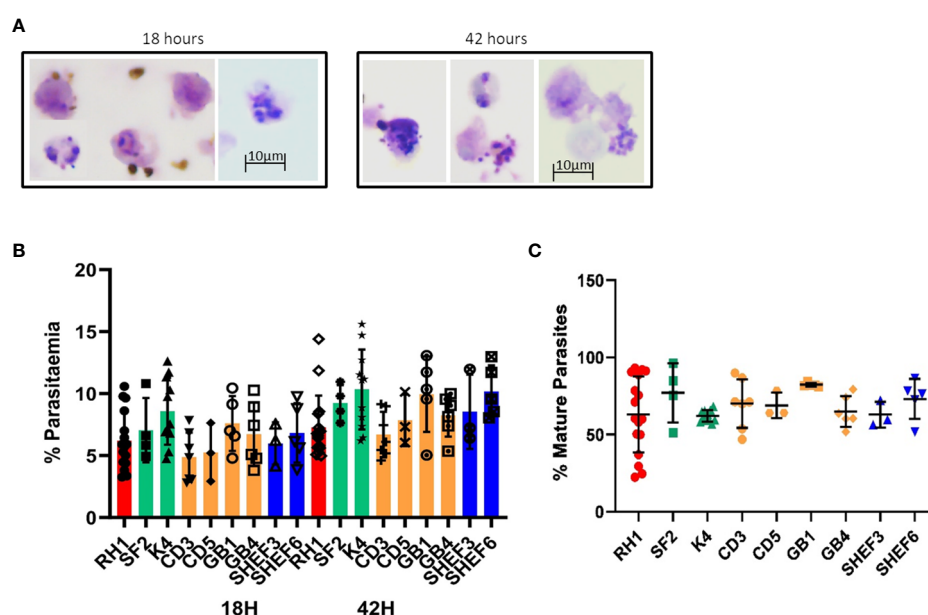 A
18 hours
42 hours
10μm
10μm
B
% Parasitaemia
20
15
10
5
0
RH1
SF2
K4
CD3
CD5
GB1
GB4
SHEF3
SHEF6
RH1
SF2
K4
CD3
CD5
GB1
GB4
SHEF3
SHEF6
18H
42H
C
% Mature Parasites
150
100
50
0
RH1
SF2
K4
CD3
CD5
GB1
GB4
SHEF3
SHEF6